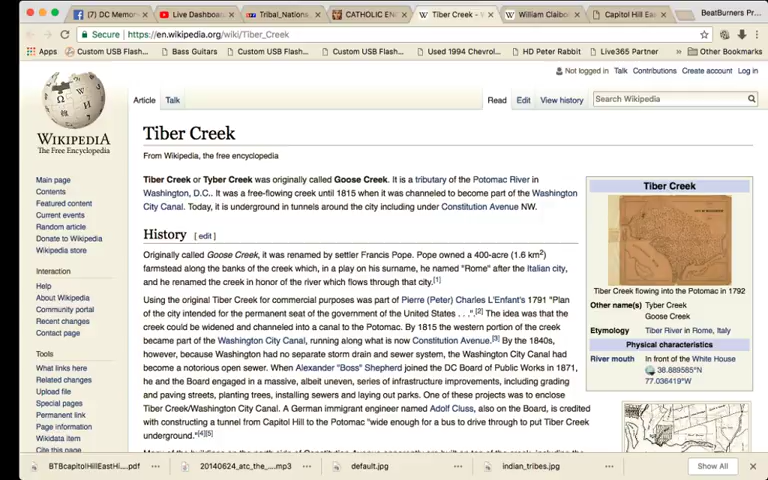 (7) DC Memor
Live Dashboar
Tribal_Nations
CATHOLIC EN
Tiber Creek -
William Claibo
Capitol Hill Eas
BeatBurners Pr...
Secure
https://en.wikipedia.org/wiki/Tiber_Creek
Custom USB Flash...
Bass Guitars
Custom USB Flash...
Custom USB Flash...
Used 1994 Chevrol...
HD Peter Rabbit
Live365 Partner
»
Other Bookmarks
Not logged in Talk Contributions Create account Log in
Article Talk
Read Edit View history
Search Wikipedia
WIKIPEDIA
The Free Encyclopedia
Main page
Contents
Featured content
Current events
Random article
Donate to Wikipedia
Wikipedia store
Interaction
Help
About Wikipedia
Community portal
Recent changes
Contact page
Tools
What links here
Related changes
Upload file
Special pages
Permanent link
Page information
Wikidata item
Cite this page
Tiber Creek
From Wikipedia, the free encyclopedia
Tiber Creek or Tyber Creek was originally called Goose Creek. It is a tributary of the Potomac River in
Washington, D.C.. It was a free-flowing creek until 1815 when it was channeled to become part of the Washington
City Canal. Today, it is underground in tunnels around the city including under Constitution Avenue NW.
History [ edit ]
Originally called Goose Creek, it was renamed by settler Francis Pope. Pope owned a 400-acre (1.6 km2)
farmstead along the banks of the creek which, in a play on his surname, he named "Rome" after the Italian city,
and he renamed the creek in honor of the river which flows through that city.[1]
Using the original Tiber Creek for commercial purposes was part of Pierre (Peter) Charles L'Enfant's 1791 "Plan
of the city intended for the permanent seat of the government of the United States . . .".[2] The idea was that the
creek could be widened and channeled into a canal to the Potomac. By 1815 the western portion of the creek
became part of the Washington City Canal, running along what is now Constitution Avenue.[3] By the 1840s,
however, because Washington had no separate storm drain and sewer system, the Washington City Canal had
become a notorious open sewer. When Alexander "Boss" Shepherd joined the DC Board of Public Works in 1871,
he and the Board engaged in a massive, albeit uneven, series of infrastructure improvements, including grading
and paving streets, planting trees, installing sewers and laying out parks. One of these projects was to enclose
Tiber Creek/Washington City Canal. A German immigrant engineer named Adolf Cluss, also on the Board, is credited
with constructing a tunnel from Capitol Hill to the Potomac "wide enough for a bus to drive through to put Tiber Creek
underground."[4][5]
Tiber Creek
Tiber Creek flowing into the Potomac in 1792
Other name(s) Tyber Creek
Goose Creek
Etymology Tiber River in Rome, Italy
Physical characteristics
River mouth In front of the White House
38.889585°N
77.036419°W
BTBcapitolHillEastHi....pdf
20140624_atc_the_...mp3
default.jpg
indian_tribes.jpg
Show All